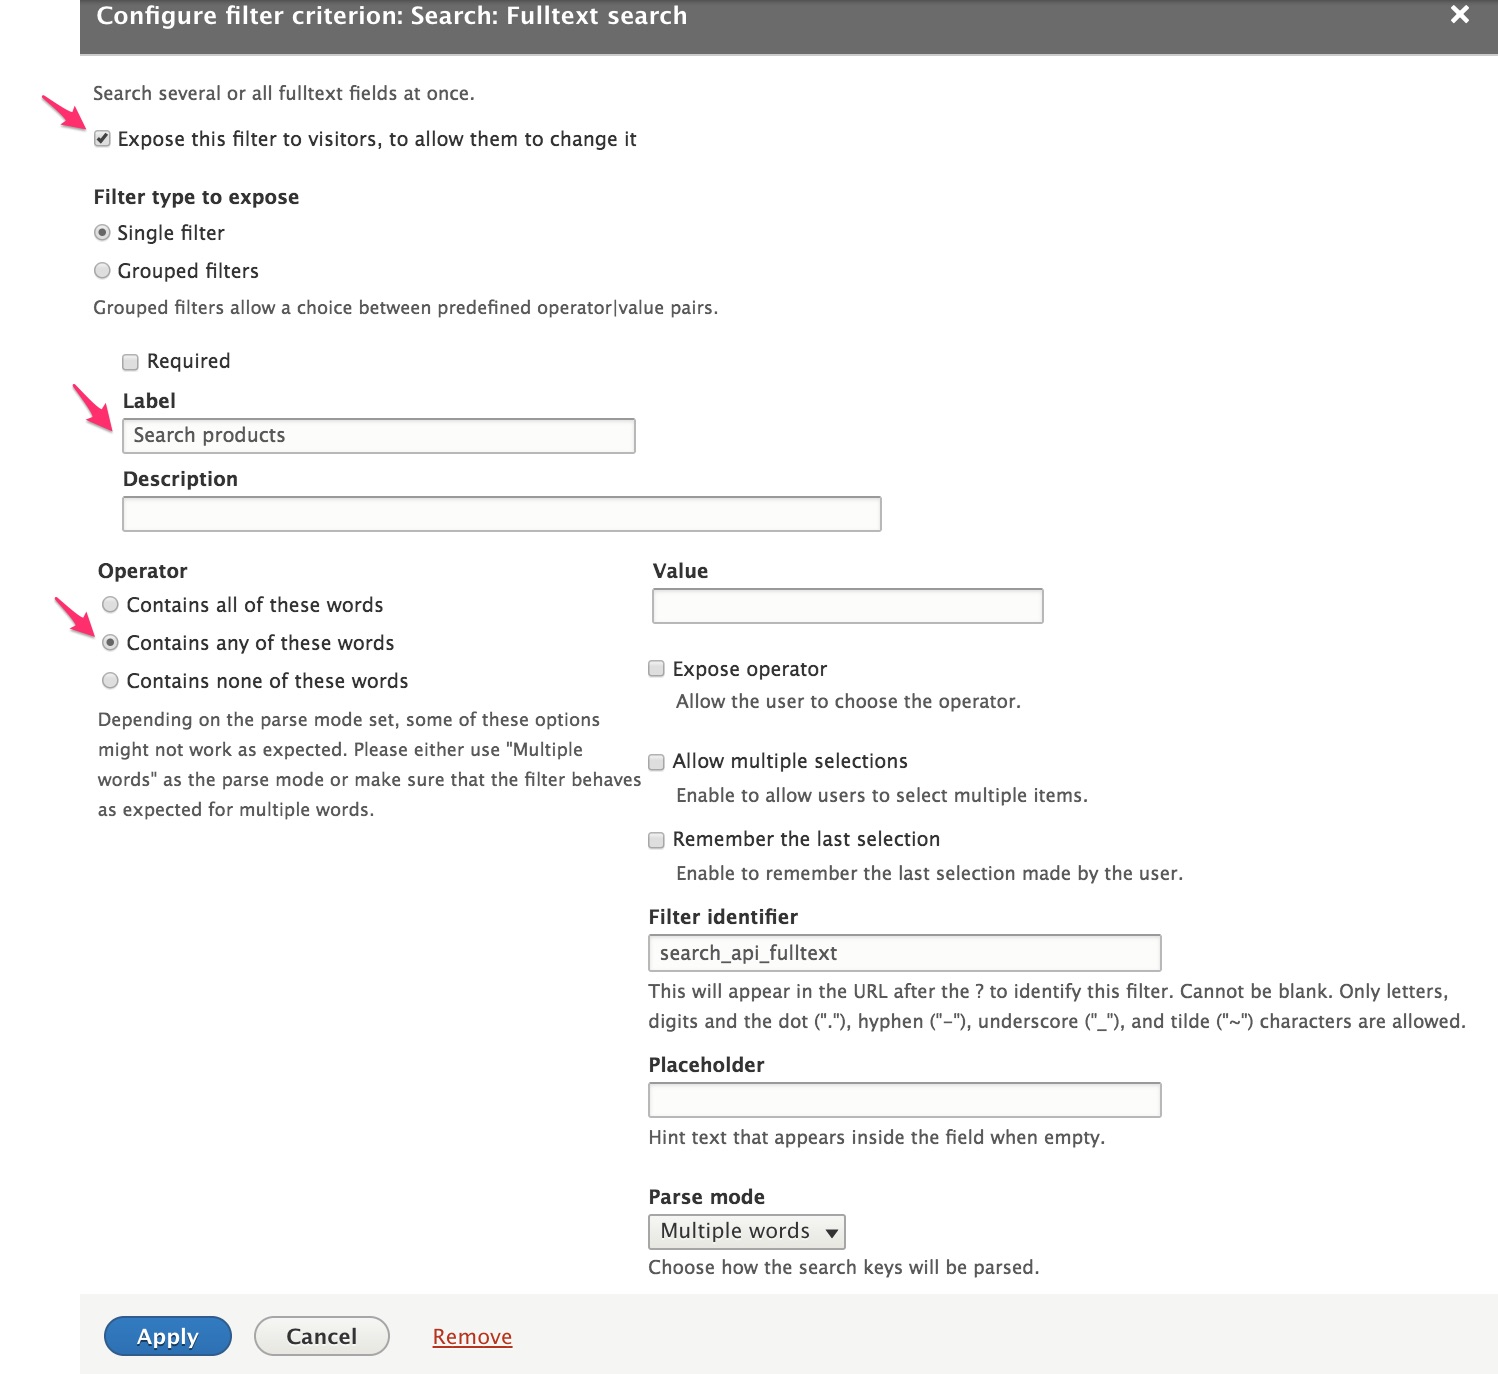 Configure filter criterion: Search: Fulltext search
Search several or all fulltext fields at once.
Expose this filter to visitors, to allow them to change it
Filter type to expose
Single filter
Grouped filters
Grouped filters allow a choice between predefined operator|value pairs.
Required
Label
Search products
Description
Operator
Contains all of these words
Contains any of these words
Contains none of these words
Depending on the parse mode set, some of these options
might not work as expected. Please either use "Multiple
words" as the parse mode or make sure that the filter behaves
as expected for multiple words.
Value
Expose operator
Allow the user to choose the operator.
Allow multiple selections
Enable to allow users to select multiple items.
Remember the last selection
Enable to remember the last selection made by the user.
Filter identifier
search_api_fulltext
This will appear in the URL after the ? to identify this filter. Cannot be blank. Only letters,
digits and the dot ("."), hyphen ("-"), underscore ("_"), and tilde ("~") characters are allowed.
Placeholder
Hint text that appears inside the field when empty.
Parse mode
Multiple words
Choose how the search keys will be parsed.
Apply
Cancel
Remove